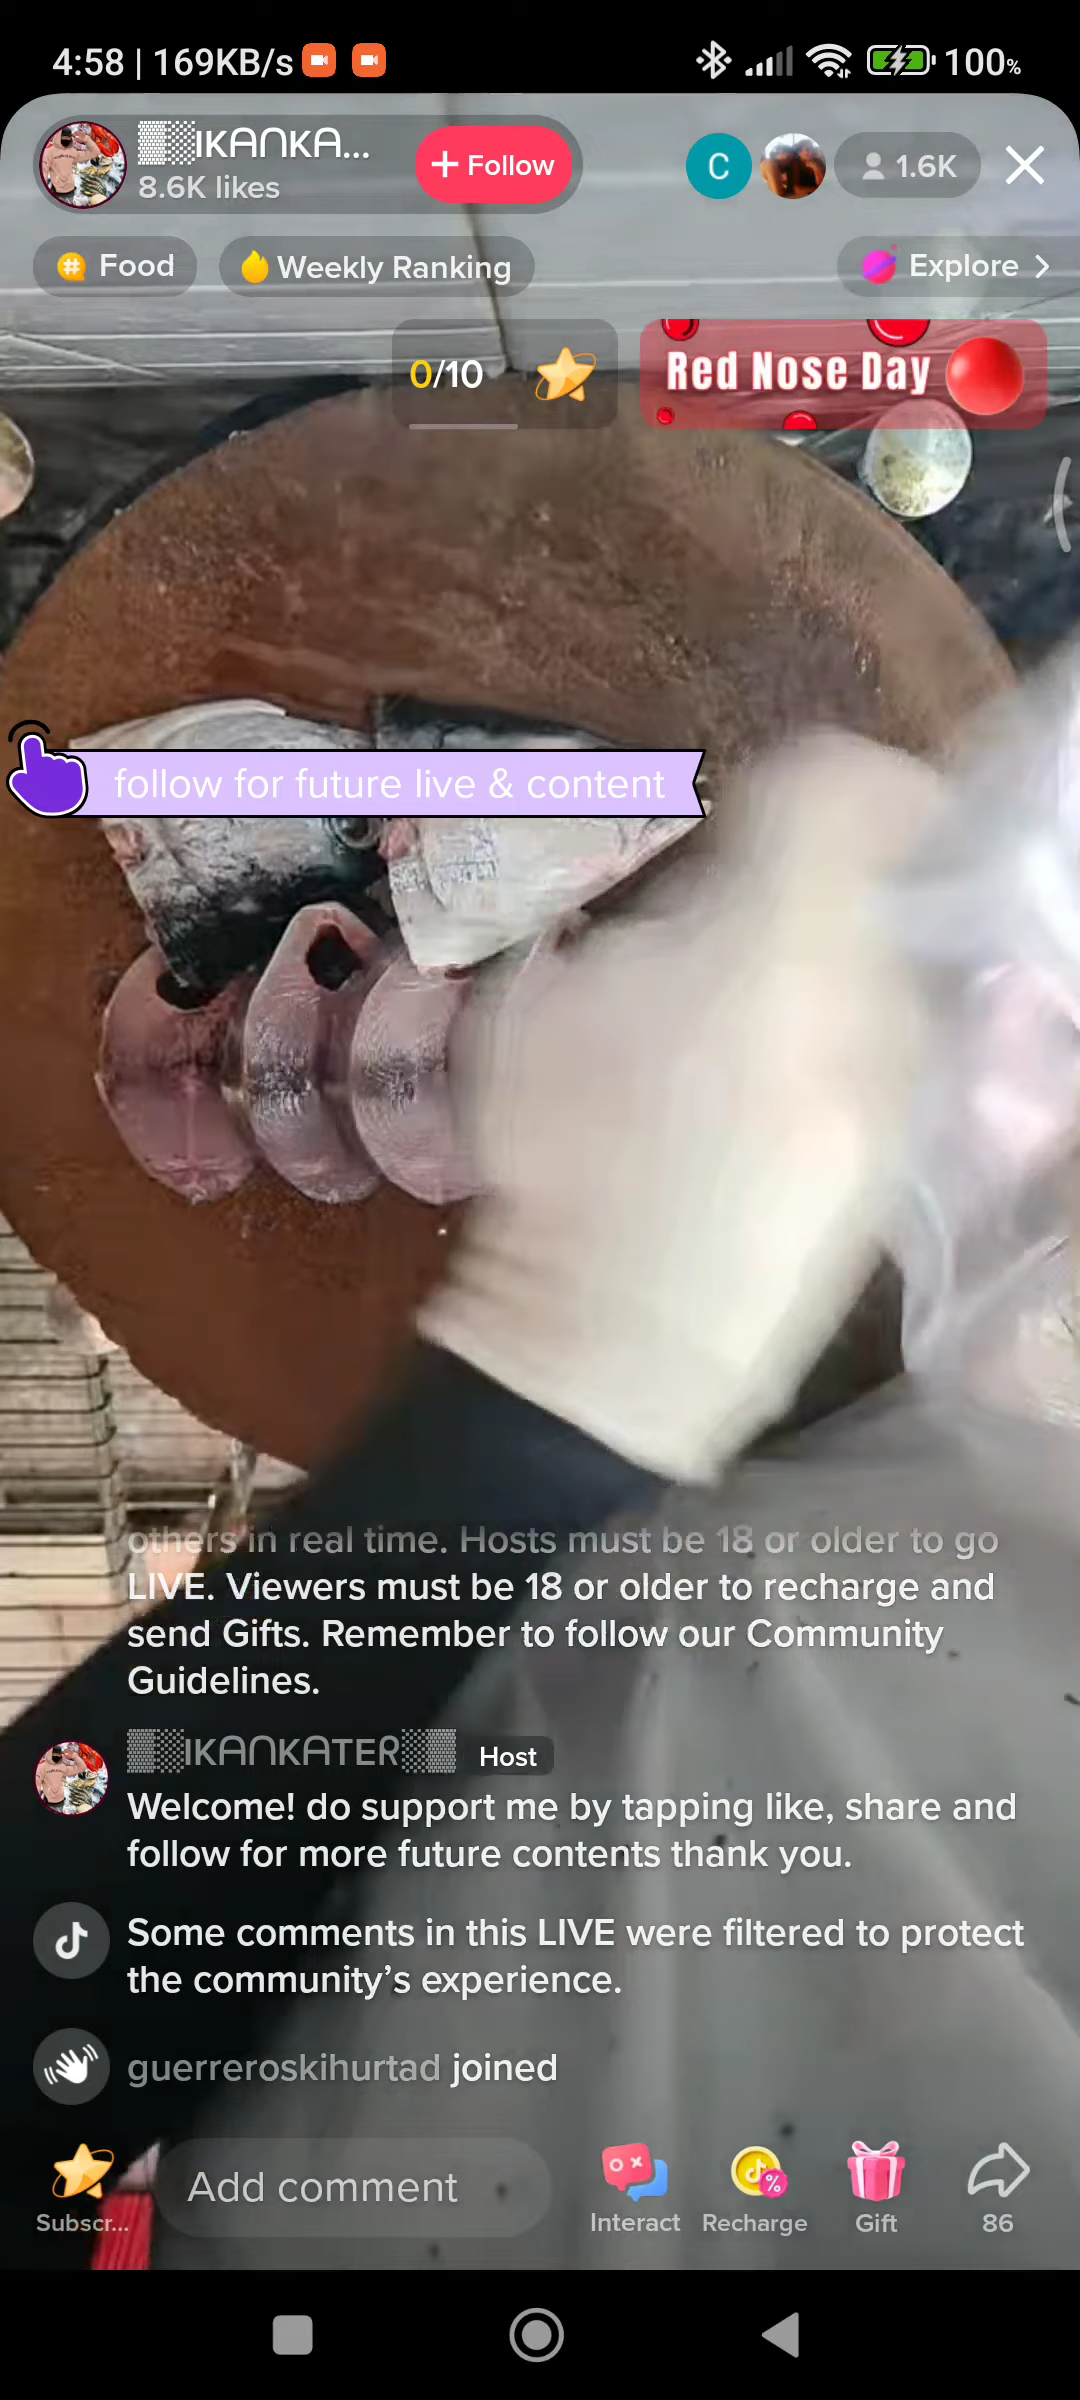 4:58 | 169KB/s
100%
IKANKA...
8.6K likes
+ Follow
C
1.6K
Food
Weekly Ranking
Explore >
0/10
Red Nose Day
follow for future live & content
others in real time. Hosts must be 18 or older to go
LIVE. Viewers must be 18 or older to recharge and
send Gifts. Remember to follow our Community
Guidelines.
▓▒░IKANKATER░▒▓ Host
Welcome! do support me by tapping like, share and
follow for more future contents thank you.
Some comments in this LIVE were filtered to protect
the community’s experience.
guerreroskihurtad joined
Add comment
Subscr...
Interact
Recharge
Gift
86